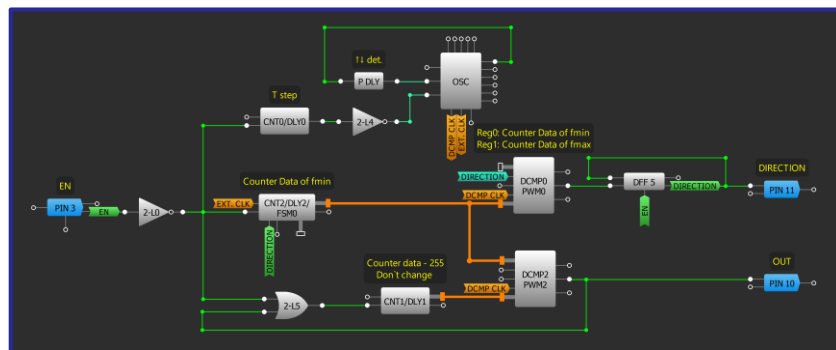 ↑↓ det.
P DLY
OSC
T step
CNT0/DLY0
2-L4
DCMP CLK
EXT. CLK
Reg0: Counter Data of fmin
Reg1: Counter Data of fmax
EN
PIN 3
EN
2-L0
Counter Data of fmin
EXT. CLK
CNT2/DLY2/
FSM0
DIRECTION
DIRECTION
DCMP CLK
DCMP0
PWM0
DFF 5
EN
DIRECTION
DIRECTION
PIN 11
Counter data - 255
Don`t change
2-L5
CNT1/DLY1
DCMP CLK
DCMP2
PWM2
OUT
PIN 10